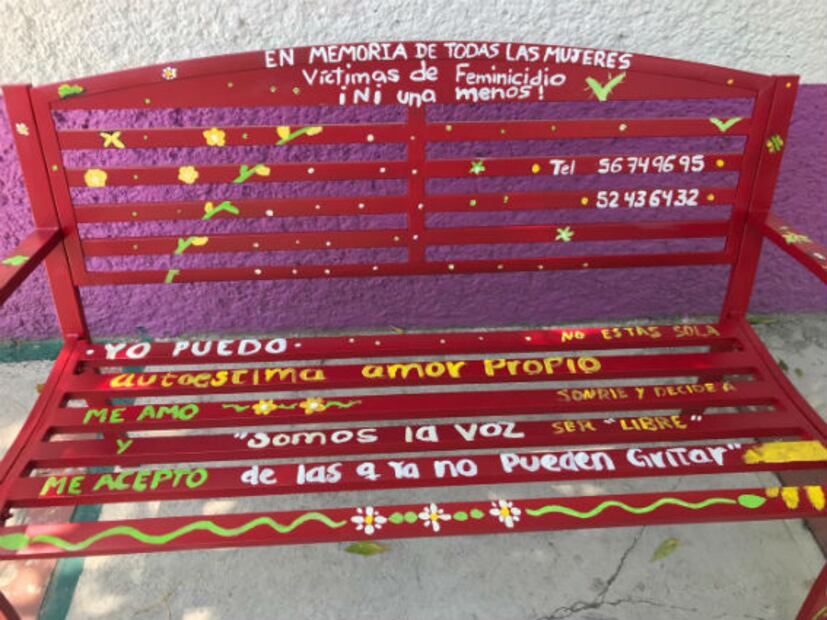 EN MEMORIA DE TODAS LAS MUJERES
Víctimas de Feminicidio
¡Ni una menos!
Tel 56749695
52436432
YO PUEDO
NO ESTAS SOLA
autoestima amor Propio
ME AMO
SONRIE Y DECIDE A
Y
"Somos la voz
SER "LIBRE"
ME ACEPTO
de las q ya no Pueden Gritar"